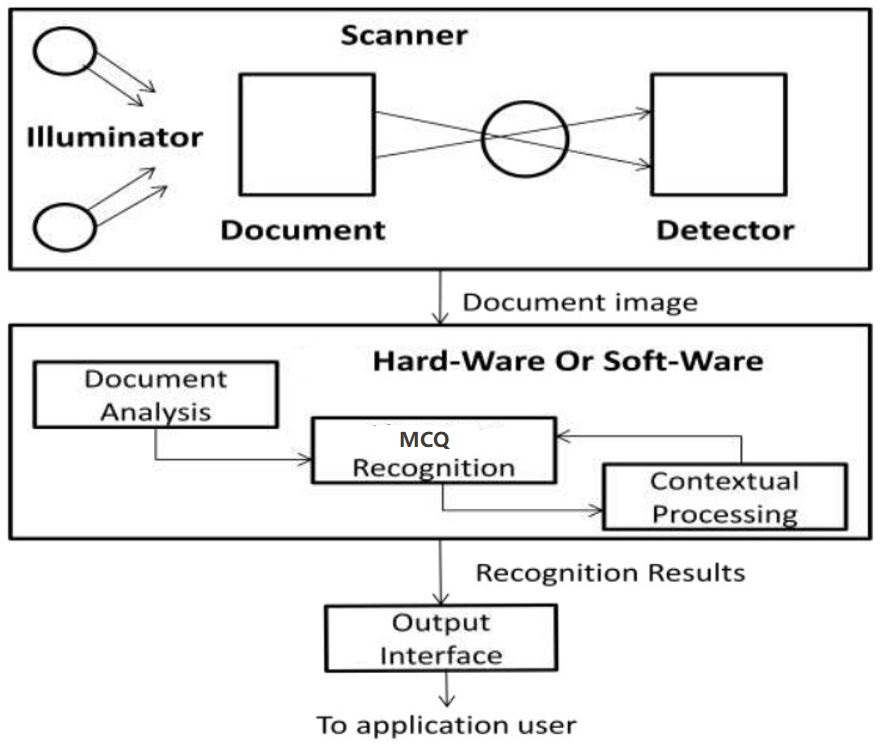 Scanner
Illuminator
Document
Detector
Document image
Hard-Ware Or Soft-Ware
Document
Analysis
MCQ
Recognition
Contextual
Processing
Recognition Results
Output
Interface
To application user